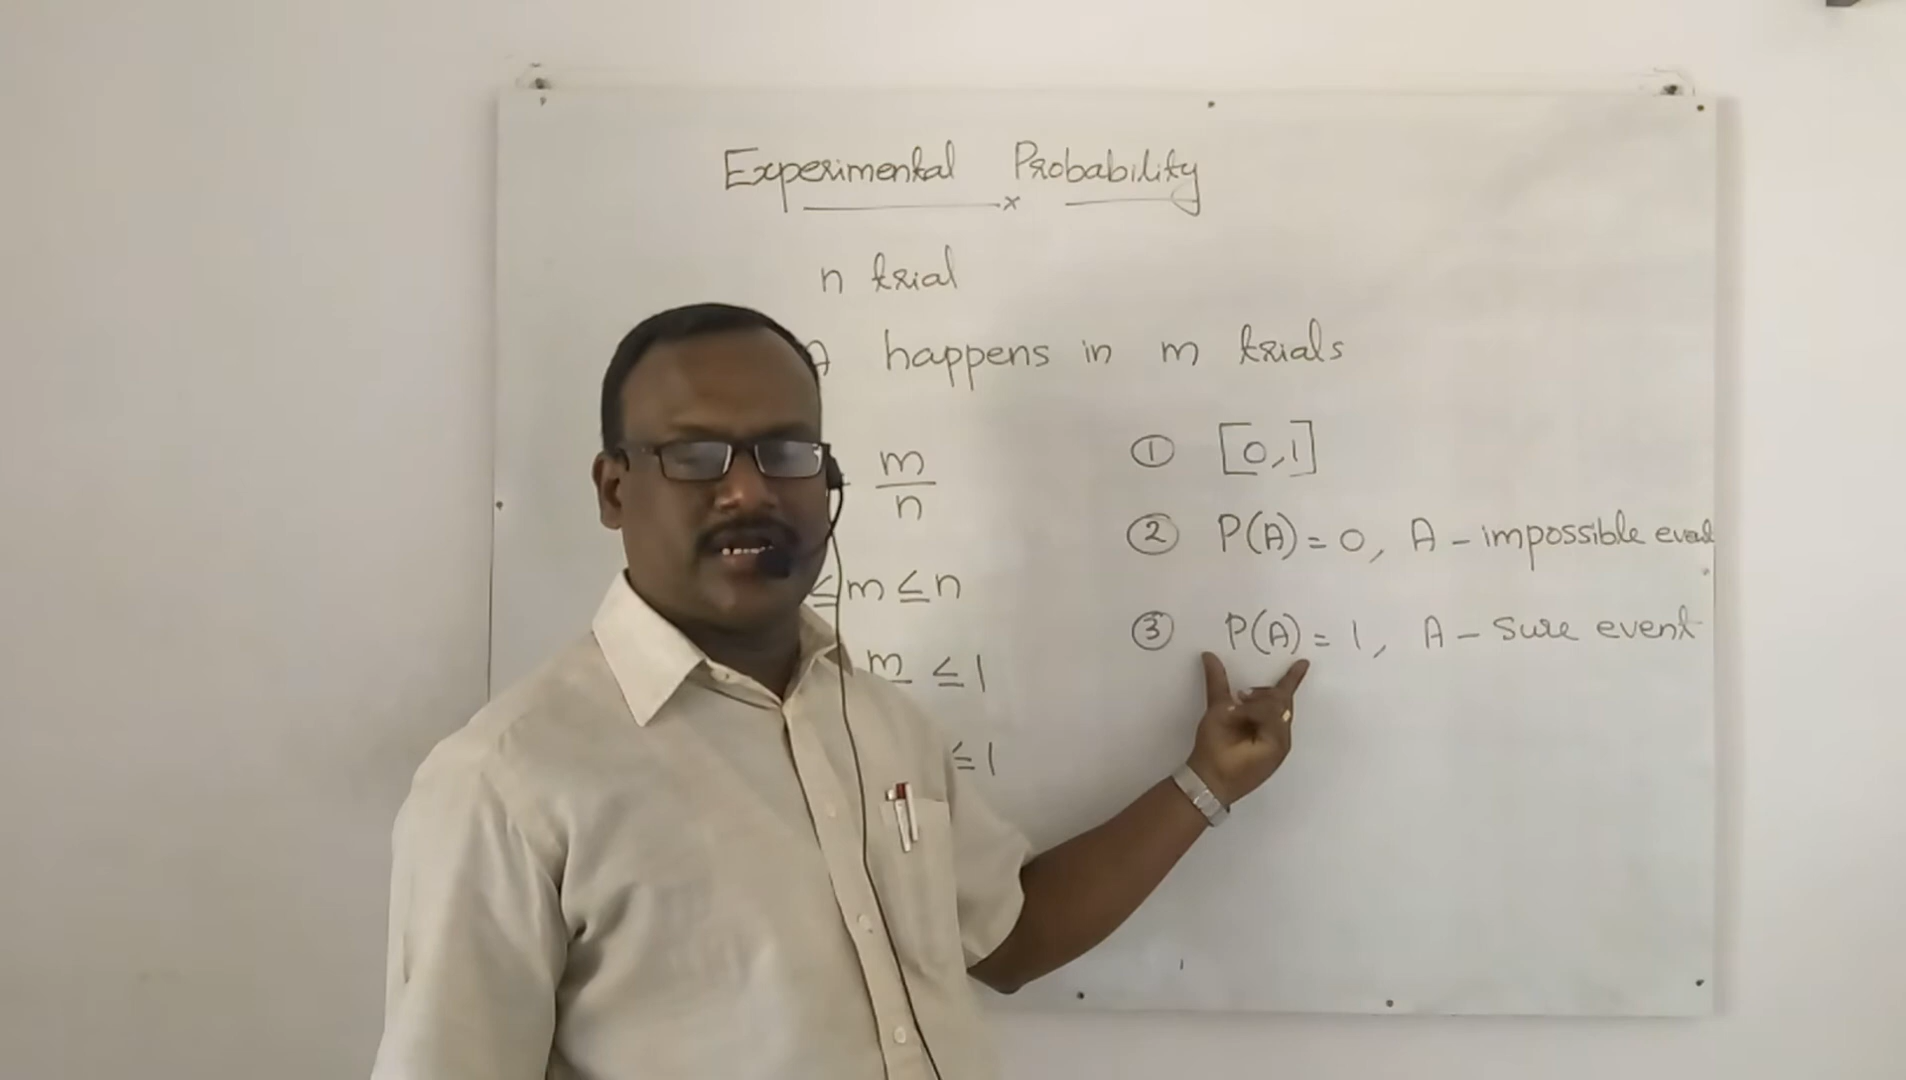 Experimental Probability
n trial
A happens in m trials
m
n
≤ m ≤ n
m ≤ 1
≤ 1
① [0,1]
② P(A) = 0, A - impossible event
③ P(A) = 1, A - sure event